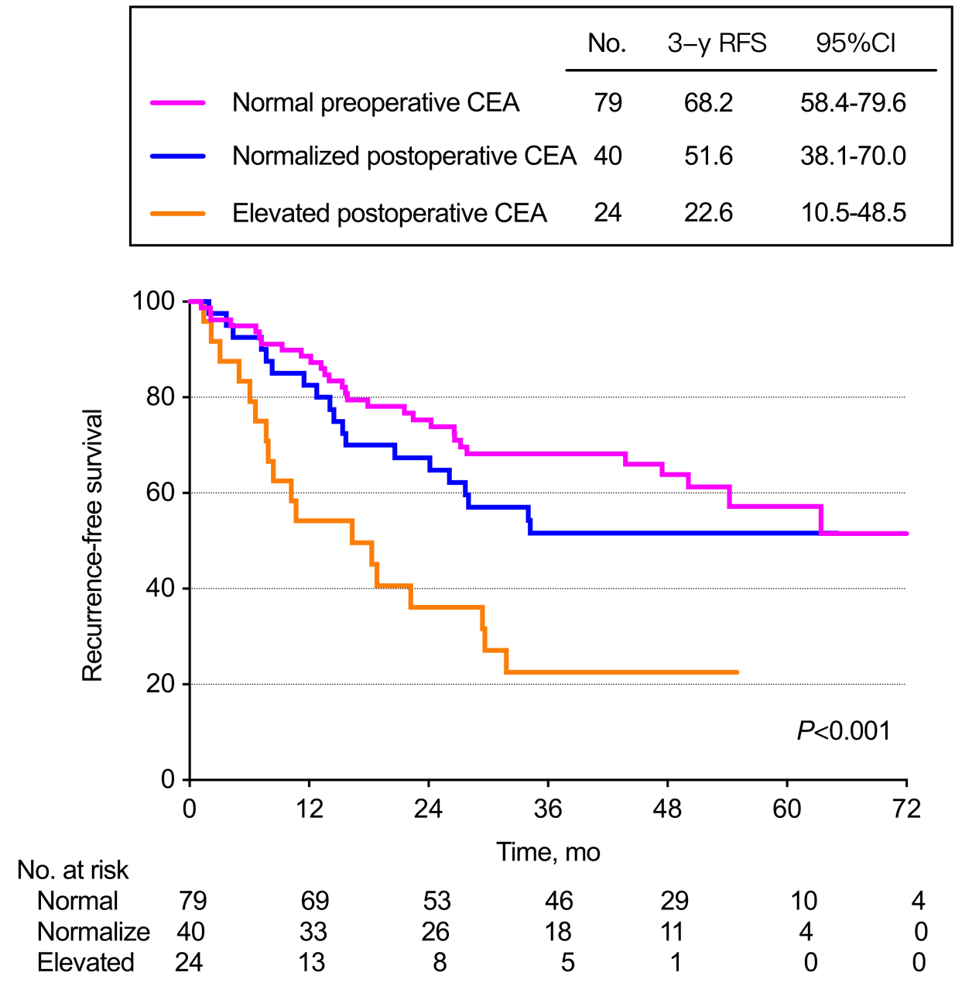 No. 3–y RFS 95%CI
Normal preoperative CEA 79 68.2 58.4-79.6
Normalized postoperative CEA 40 51.6 38.1-70.0
Elevated postoperative CEA 24 22.6 10.5-48.5
100
80
60
40
20
0
Recurrence-free survival
P<0.001
0 12 24 36 48 60 72
Time, mo
No. at risk
Normal 79 69 53 46 29 10 4
Normalize 40 33 26 18 11 4 0
Elevated 24 13 8 5 1 0 0